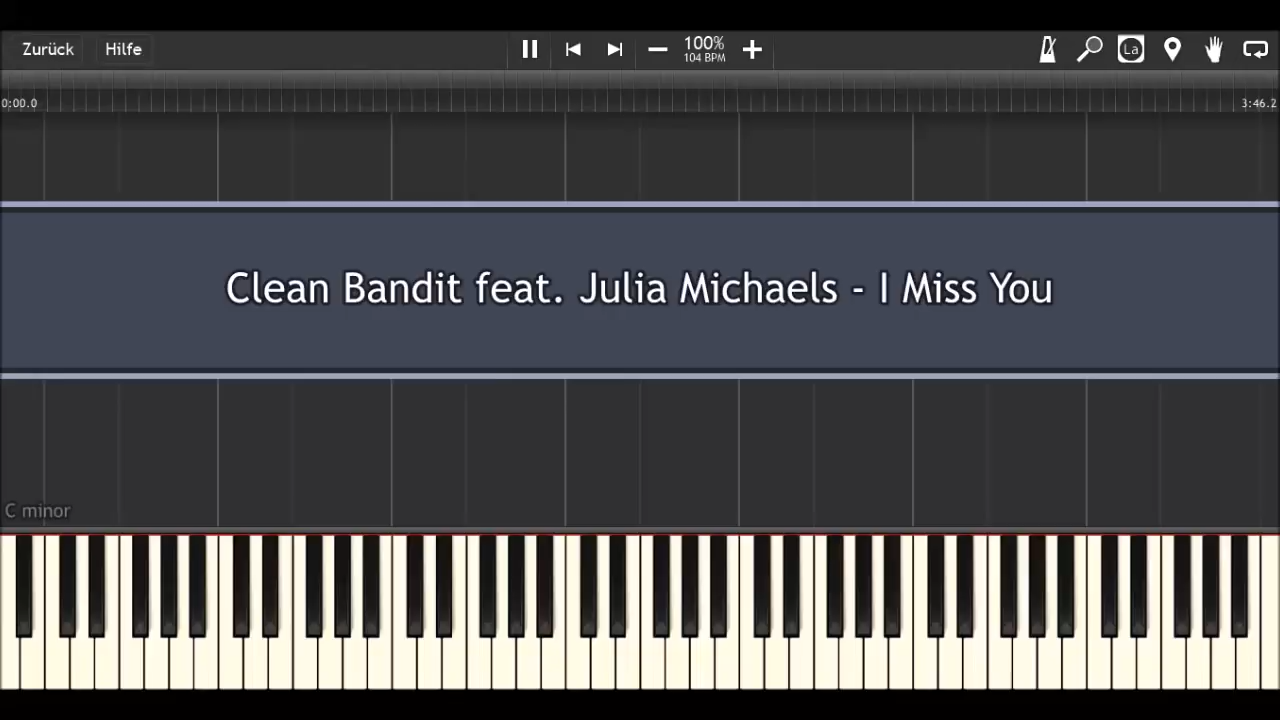 Zurück Hilfe 100% La
104 BPM
0:00.0 3:46.2
Clean Bandit feat. Julia Michaels - I Miss You
C minor